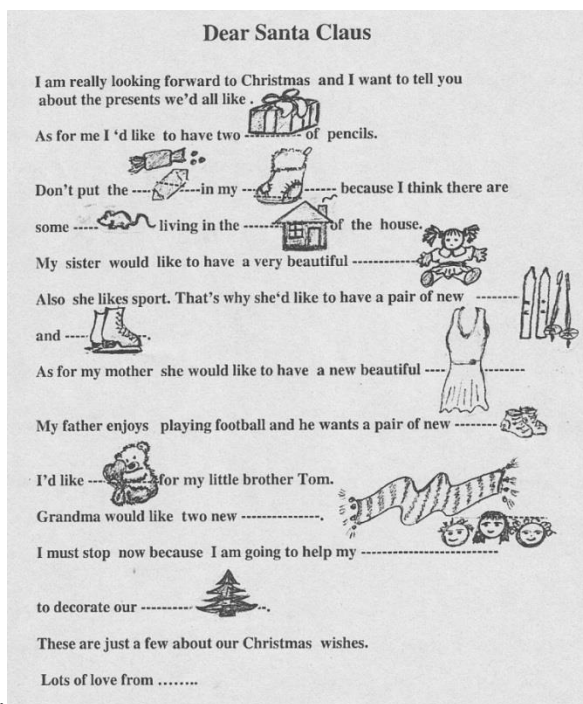 Dear Santa Claus
I am really looking forward to Christmas and I want to tell you
about the presents we'd all like .
As for me I 'd like to have two ---------- of pencils.
Don't put the ----------in my ---------- because I think there are
some ---------- living in the ----------of the house.
My sister would like to have a very beautiful ----------
Also she likes sport. That's why she'd like to have a pair of new ----------
and ----------.
As for my mother she would like to have a new beautiful ----------
My father enjoys playing football and he wants a pair of new ----------
I'd like ----------for my little brother Tom.
Grandma would like two new ----------.
I must stop now because I am going to help my ----------
to decorate our ----------.
These are just a few about our Christmas wishes.
Lots of love from ........